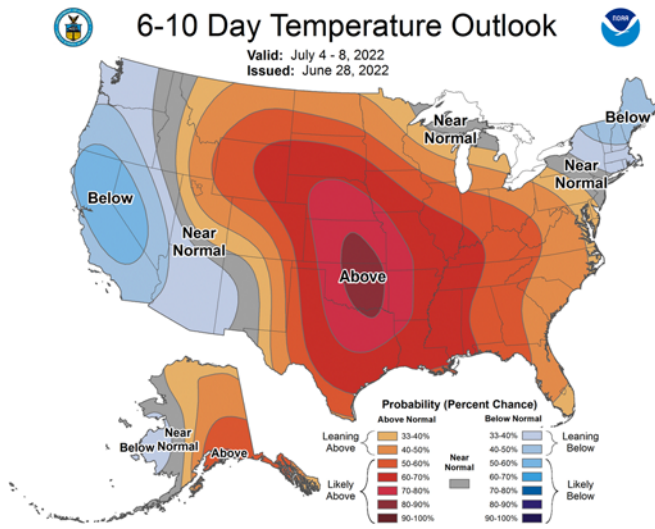 6-10 Day Temperature Outlook
NOAA
Valid: July 4 - 8, 2022
Issued: June 28, 2022
Near
Normal
Below
Near
Normal
Below
Near
Normal
Above
Near
Normal
Below
Above
Probability (Percent Chance)
Above Normal
Below Normal
Leaning
Above
33-40%
40-50%
Likely
Above
50-60%
60-70%
70-80%
80-90%
90-100%
Near
Normal
33-40%
40-50%
Leaning
Below
50-60%
60-70%
70-80%
80-90%
90-100%
Likely
Below